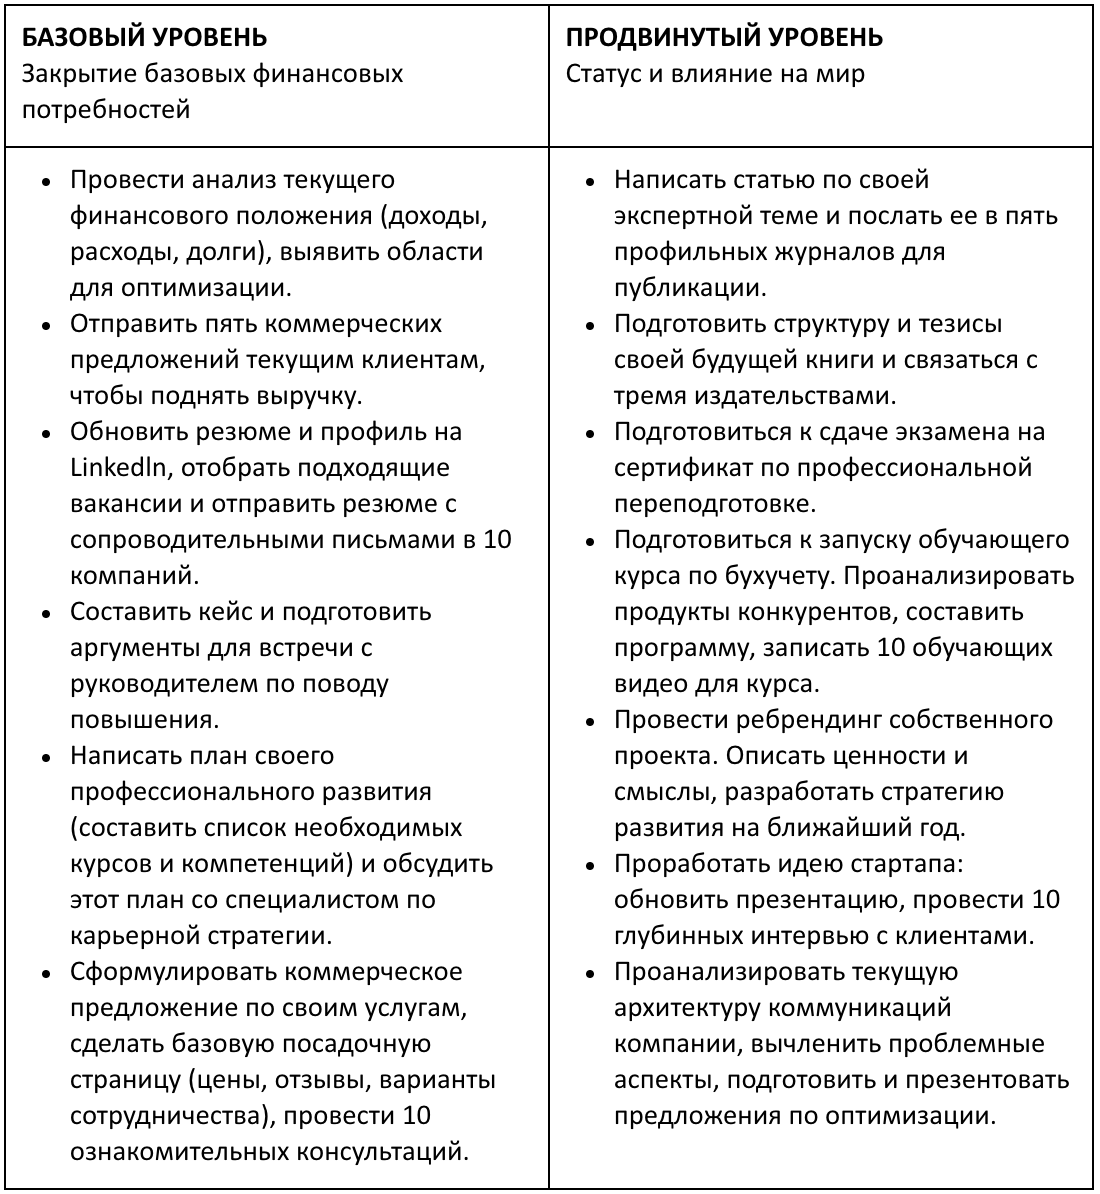 БАЗОВЫЙ УРОВЕНЬ
Закрытие базовых финансовых
потребностей
ПРОДВИНУТЫЙ УРОВЕНЬ
Статус и влияние на мир
• Провести анализ текущего
финансового положения (доходы,
расходы, долги), выявить области
для оптимизации.
• Отправить пять коммерческих
предложений текущим клиентам,
чтобы поднять выручку.
• Обновить резюме и профиль на
LinkedIn, отобрать подходящие
вакансии и отправить резюме с
сопроводительными письмами в 10
компаний.
• Составить кейс и подготовить
аргументы для встречи с
руководителем по поводу
повышения.
• Написать план своего
профессионального развития
(составить список необходимых
курсов и компетенций) и обсудить
этот план со специалистом по
карьерной стратегии.
• Сформулировать коммерческое
предложение по своим услугам,
сделать базовую посадочную
страницу (цены, отзывы, варианты
сотрудничества), провести 10
ознакомительных консультаций.
• Написать статью по своей
экспертной теме и послать ее в пять
профильных журналов для
публикации.
• Подготовить структуру и тезисы
своей будущей книги и связаться с
тремя издательствами.
• Подготовиться к сдаче экзамена на
сертификат по профессиональной
переподготовке.
• Подготовиться к запуску обучающего
курса по бухучету. Проанализировать
продукты конкурентов, составить
программу, записать 10 обучающих
видео для курса.
• Провести ребрендинг собственного
проекта. Описать ценности и
смыслы, разработать стратегию
развития на ближайший год.
• Проработать идею стартапа:
обновить презентацию, провести 10
глубинных интервью с клиентами.
• Проанализировать текущую
архитектуру коммуникаций
компании, вычленить проблемные
аспекты, подготовить и презентовать
предложения по оптимизации.